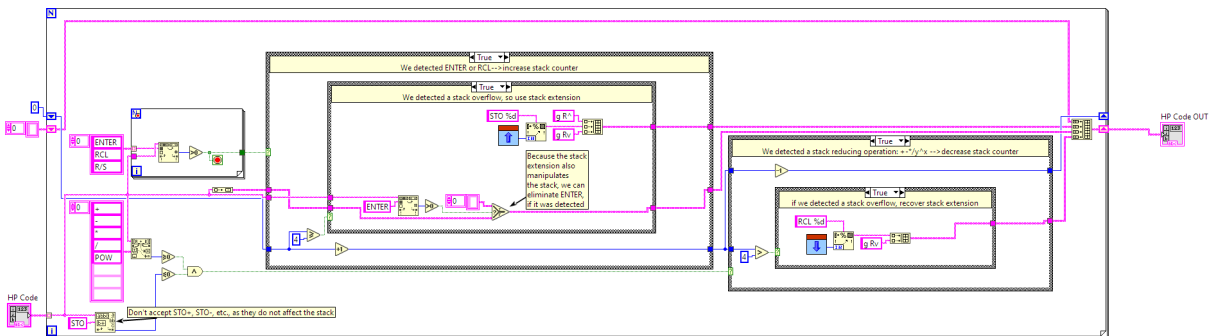 N
True
We detected ENTER or RCL-->increase stack counter
True
We detected a stack overflow, so use stack extension
STO %d
g R^
g Rv
Because the stack
extension also
manipulates
the stack, we can
eliminate ENTER,
if it was detected
ENTER
0
4
+1
0
0
ENTER
RCL
R/S
i
0
+
-
*
/
POW
HP Code
STO
Don't accept STO+, STO-, etc., as they do not affect the stack
i
True
We detected a stack reducing operation: +-*/y^x -->decrease stack counter
-1
True
if we detected a stack overflow, recover stack extension
RCL %d
g Rv
4
HP Code OUT